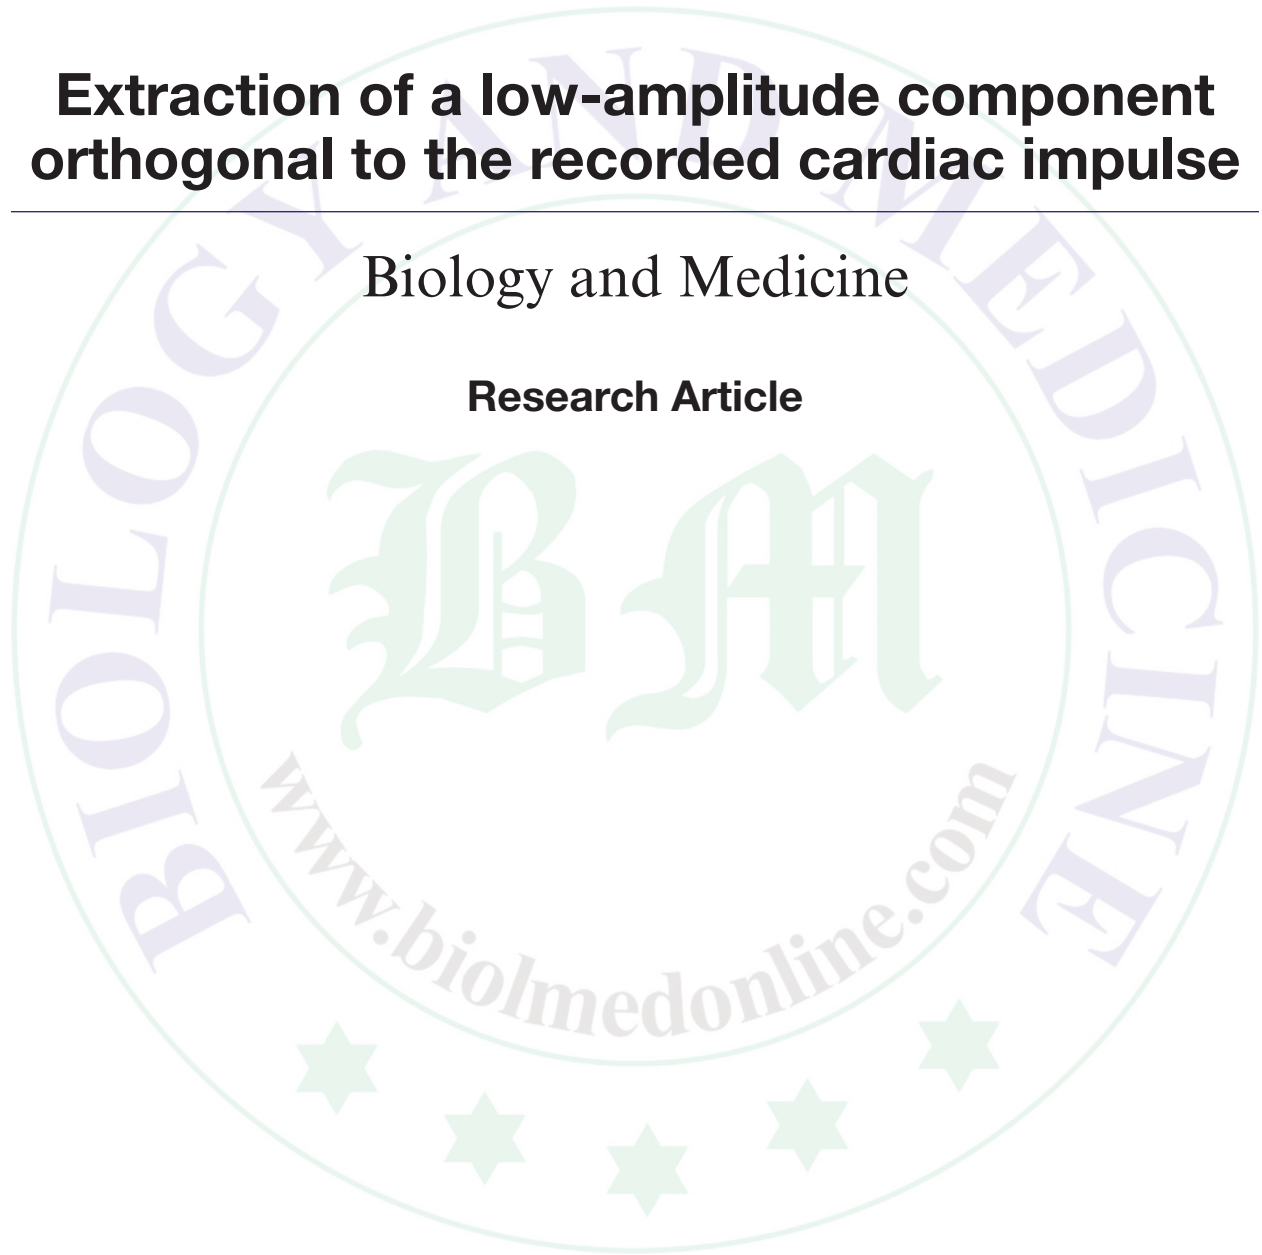 Extraction of a low-amplitude component
orthogonal to the recorded cardiac impulse
Biology and Medicine
Research Article
BIOLOGY AND MEDICINE
BM
www.biolmedonline.com